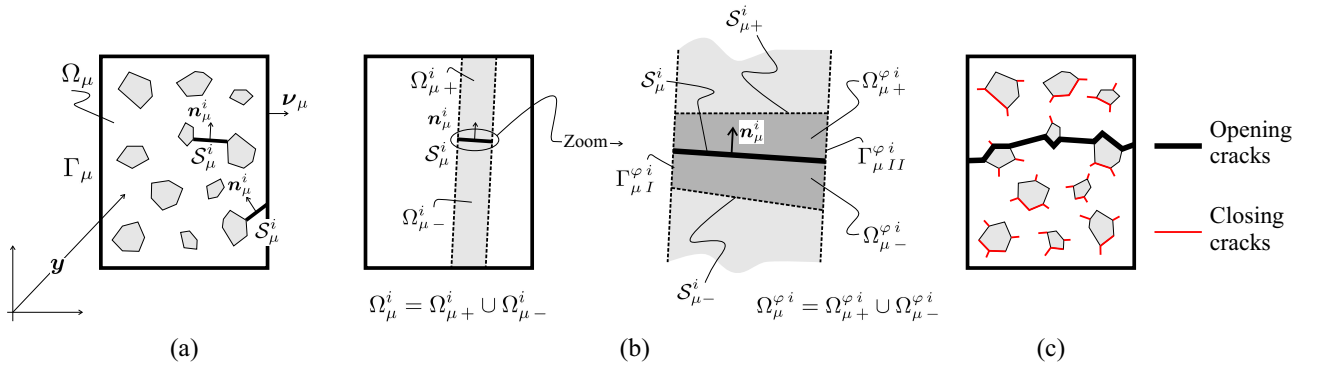 Ω_μ
Γ_μ
n_μ^i
S_μ^i
n_μ^i
S_μ^i
ν_μ
y
(a)
Ω_{μ+}^i
n_μ^i
S_μ^i
Ω_{μ-}^i
Zoom
Ω_μ^i = Ω_{μ+}^i ∪ Ω_{μ-}^i
S_{μ+}^i
S_μ^i
Ω_{μ+}^{φ i}
n_μ^i
Γ_{μ I}^{φ i}
Γ_{μ II}^{φ i}
Ω_{μ-}^{φ i}
S_{μ-}^i
Ω_μ^{φ i} = Ω_{μ+}^{φ i} ∪ Ω_{μ-}^{φ i}
(b)
Opening
cracks
Closing
cracks
(c)